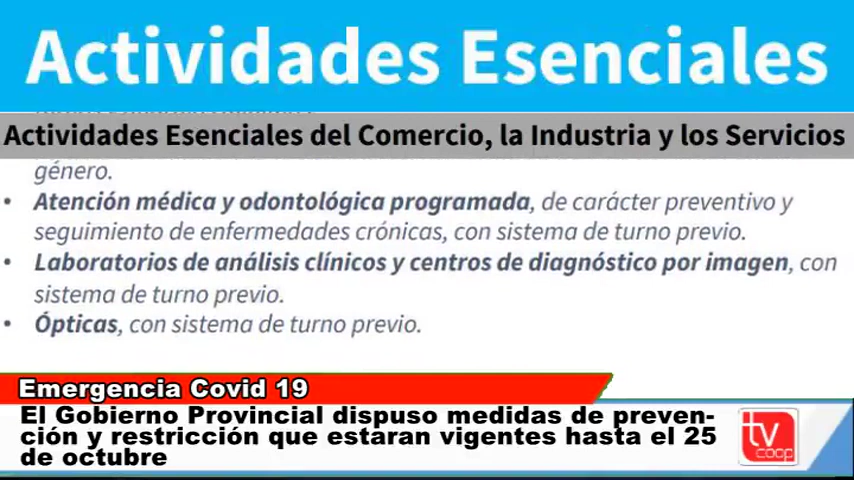 Actividades Esenciales
Actividades Esenciales del Comercio, la Industria y los Servicios
género.
• Atención médica y odontológica programada, de carácter preventivo y
seguimiento de enfermedades crónicas, con sistema de turno previo.
• Laboratorios de análisis clínicos y centros de diagnóstico por imagen, con
sistema de turno previo.
• Ópticas, con sistema de turno previo.
Emergencia Covid 19
El Gobierno Provincial dispuso medidas de preven-
ción y restricción que estaran vigentes hasta el 25
de octubre
tv
coop